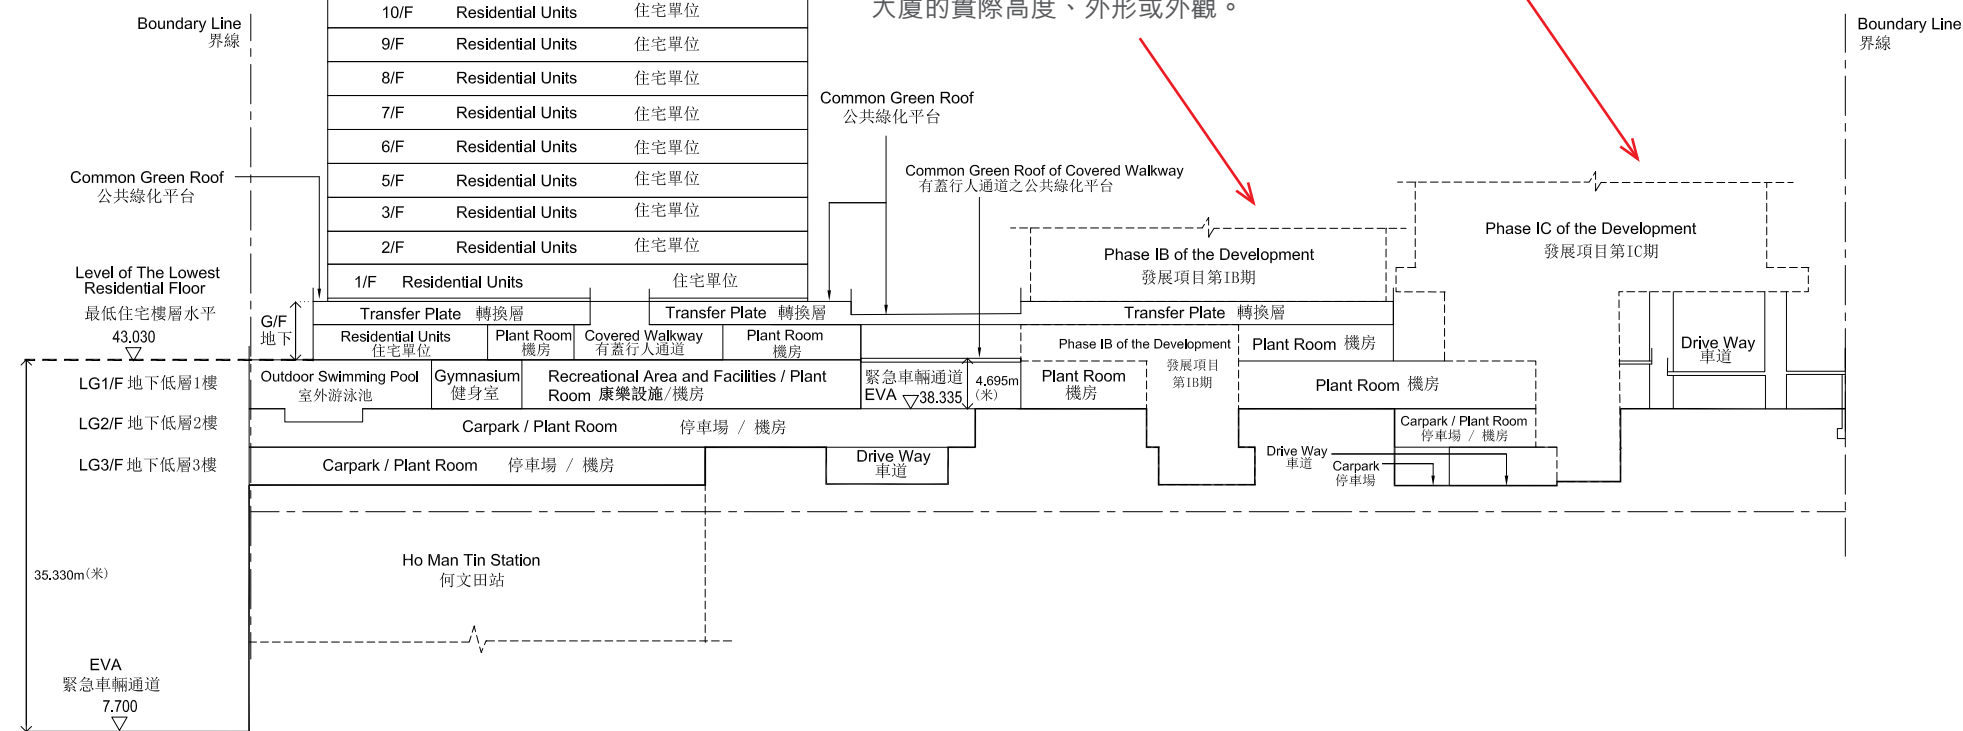 大廈的實際高度、外形或外觀。
Boundary Line
界線
Boundary Line
界線
10/F Residential Units 住宅單位
9/F Residential Units 住宅單位
8/F Residential Units 住宅單位
7/F Residential Units 住宅單位
6/F Residential Units 住宅單位
5/F Residential Units 住宅單位
3/F Residential Units 住宅單位
2/F Residential Units 住宅單位
1/F Residential Units 住宅單位
Common Green Roof
公共綠化平台
Common Green Roof
公共綠化平台
Common Green Roof of Covered Walkway
有蓋行人通道之公共綠化平台
Phase IB of the Development
發展項目第IB期
Phase IC of the Development
發展項目第IC期
Level of The Lowest
Residential Floor
最低住宅樓層水平
43.030
G/F
地下
Transfer Plate 轉換層
Transfer Plate 轉換層
Transfer Plate 轉換層
Residential Units
住宅單位
Plant Room
機房
Covered Walkway
有蓋行人通道
Plant Room
機房
Phase IB of the Development
發展項目
第IB期
Plant Room 機房
Drive Way
車道
LG1/F 地下低層1樓
Outdoor Swimming Pool
室外游泳池
Gymnasium
健身室
Recreational Area and Facilities / Plant
Room 康樂設施/機房
緊急車輛通道
EVA 38.335
4.695m
(米)
Plant Room
機房
Plant Room 機房
LG2/F 地下低層2樓
Carpark / Plant Room 停車場 / 機房
Carpark / Plant Room
停車場 / 機房
LG3/F 地下低層3樓
Carpark / Plant Room 停車場 / 機房
Drive Way
車道
Drive Way
車道
Carpark
停車場
35.330m(米)
Ho Man Tin Station
何文田站
EVA
緊急車輛通道
7.700